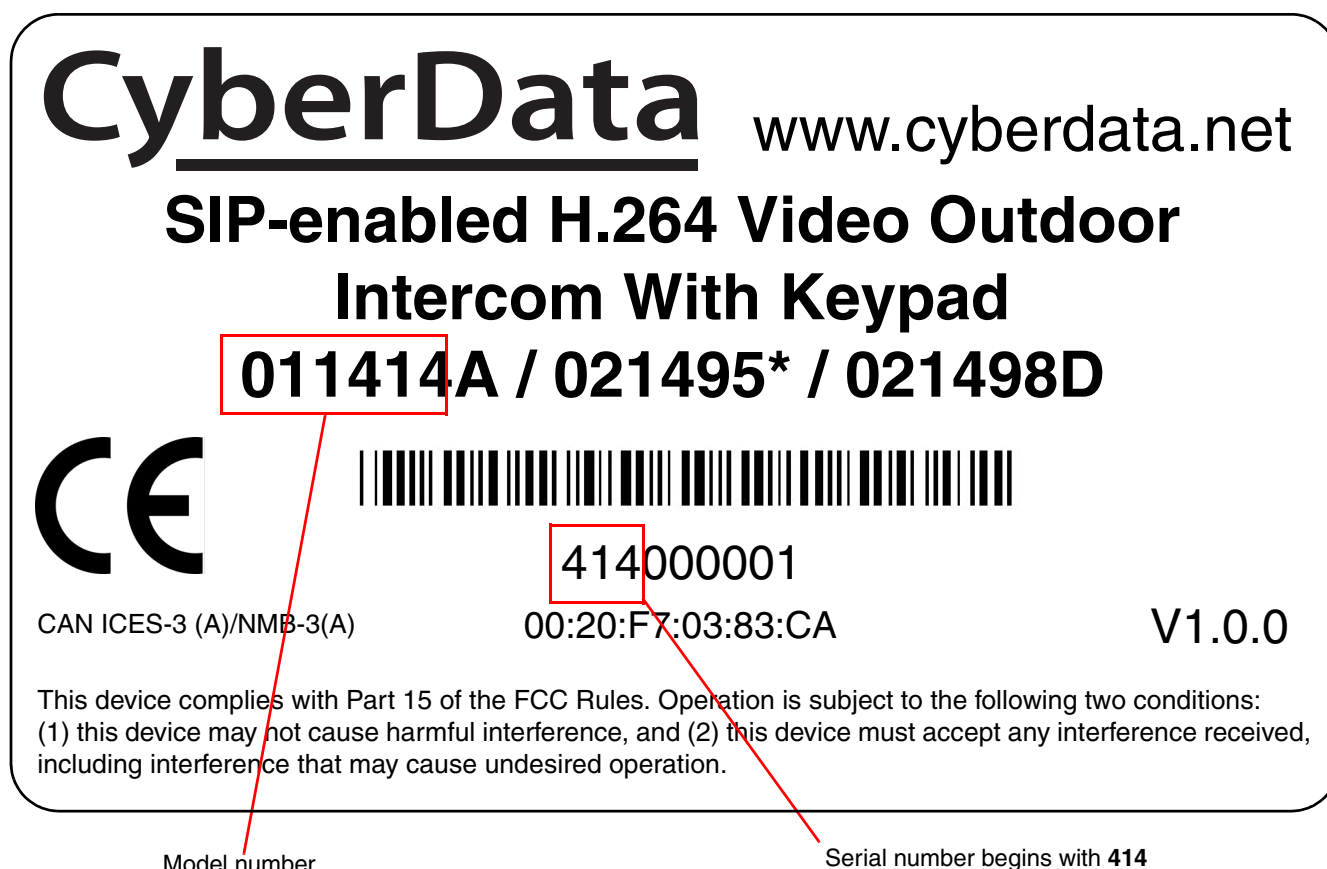 CyberData www.cyberdata.net
SIP-enabled H.264 Video Outdoor
Intercom With Keypad
011414A / 021495* / 021498D
CE
414000001
CAN ICES-3 (A)/NMB-3(A) 00:20:F7:03:83:CA V1.0.0
This device complies with Part 15 of the FCC Rules. Operation is subject to the following two conditions:
(1) this device may not cause harmful interference, and (2) this device must accept any interference received,
including interference that may cause undesired operation.
Model number
Serial number begins with 414